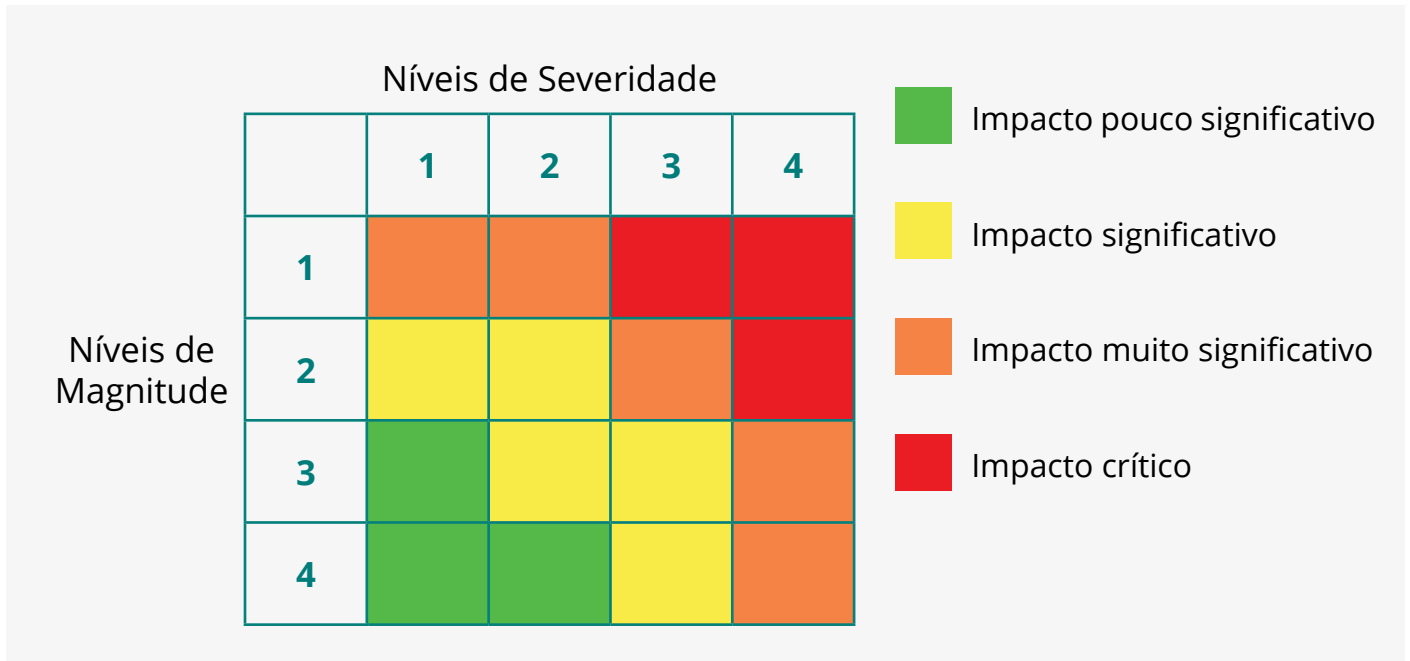 Níveis de Severidade
1 2 3 4
1
2
3
4
Níveis de
Magnitude
Impacto pouco significativo
Impacto significativo
Impacto muito significativo
Impacto crítico